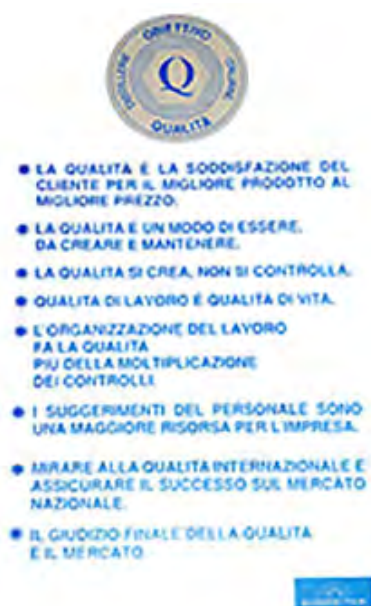 OBIETTIVO
Q
QUALITÀ
● LA QUALITÀ È LA SODDISFAZIONE DEL
CLIENTE PER IL MIGLIORE PRODOTTO AL
MIGLIORE PREZZO.
● LA QUALITÀ È UN MODO DI ESSERE,
DA CREARE E MANTENERE.
● LA QUALITÀ SI CREA, NON SI CONTROLLA.
● QUALITÀ DI LAVORO È QUALITÀ DI VITA.
● L'ORGANIZZAZIONE DEL LAVORO
FA LA QUALITÀ
PIÙ DELLA MOLTIPLICAZIONE
DEI CONTROLLI.
● I SUGGERIMENTI DEL PERSONALE SONO
UNA MAGGIORE RISORSA PER L'IMPRESA.
● MIRARE ALLA QUALITÀ INTERNAZIONALE È
ASSICURARE IL SUCCESSO SUL MERCATO
NAZIONALE.
● IL GIUDIZIO FINALE DELLA QUALITÀ
È IL MERCATO